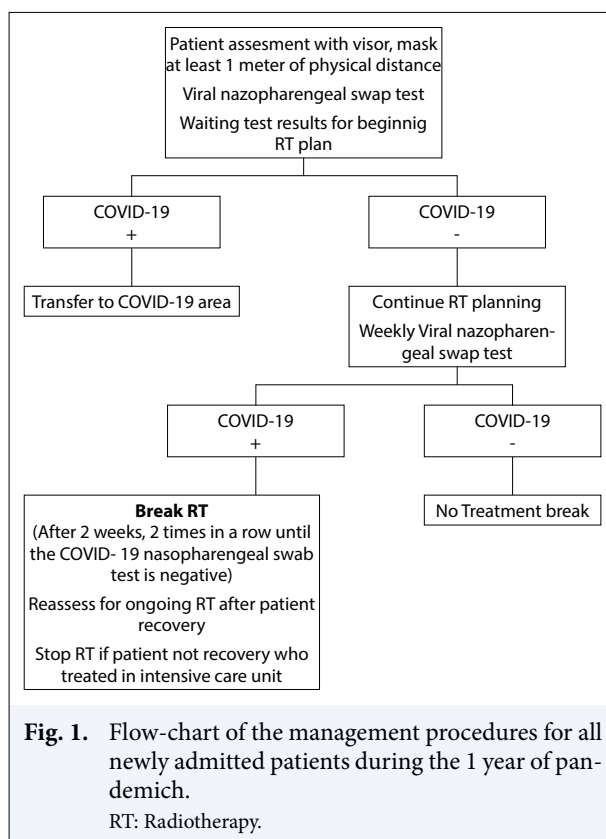 Patient assesment with visor, mask
at least 1 meter of physical distance
Viral nazopharengeal swap test
Waiting test results for beginnig
RT plan
COVID-19
+
COVID-19
-
Transfer to COVID-19 area
Continue RT planning
Weekly Viral nazopharen-
geal swap test
COVID-19
+
COVID-19
-
Break RT
(After 2 weeks, 2 times in a row until
the COVID- 19 nasopharengeal swab
test is negative)
Reassess for ongoing RT after patient
recovery
Stop RT if patient not recovery who
treated in intensive care unit
No Treatment break
Fig. 1. Flow-chart of the management procedures for all
newly admitted patients during the 1 year of pan-
demich.
RT: Radiotherapy.